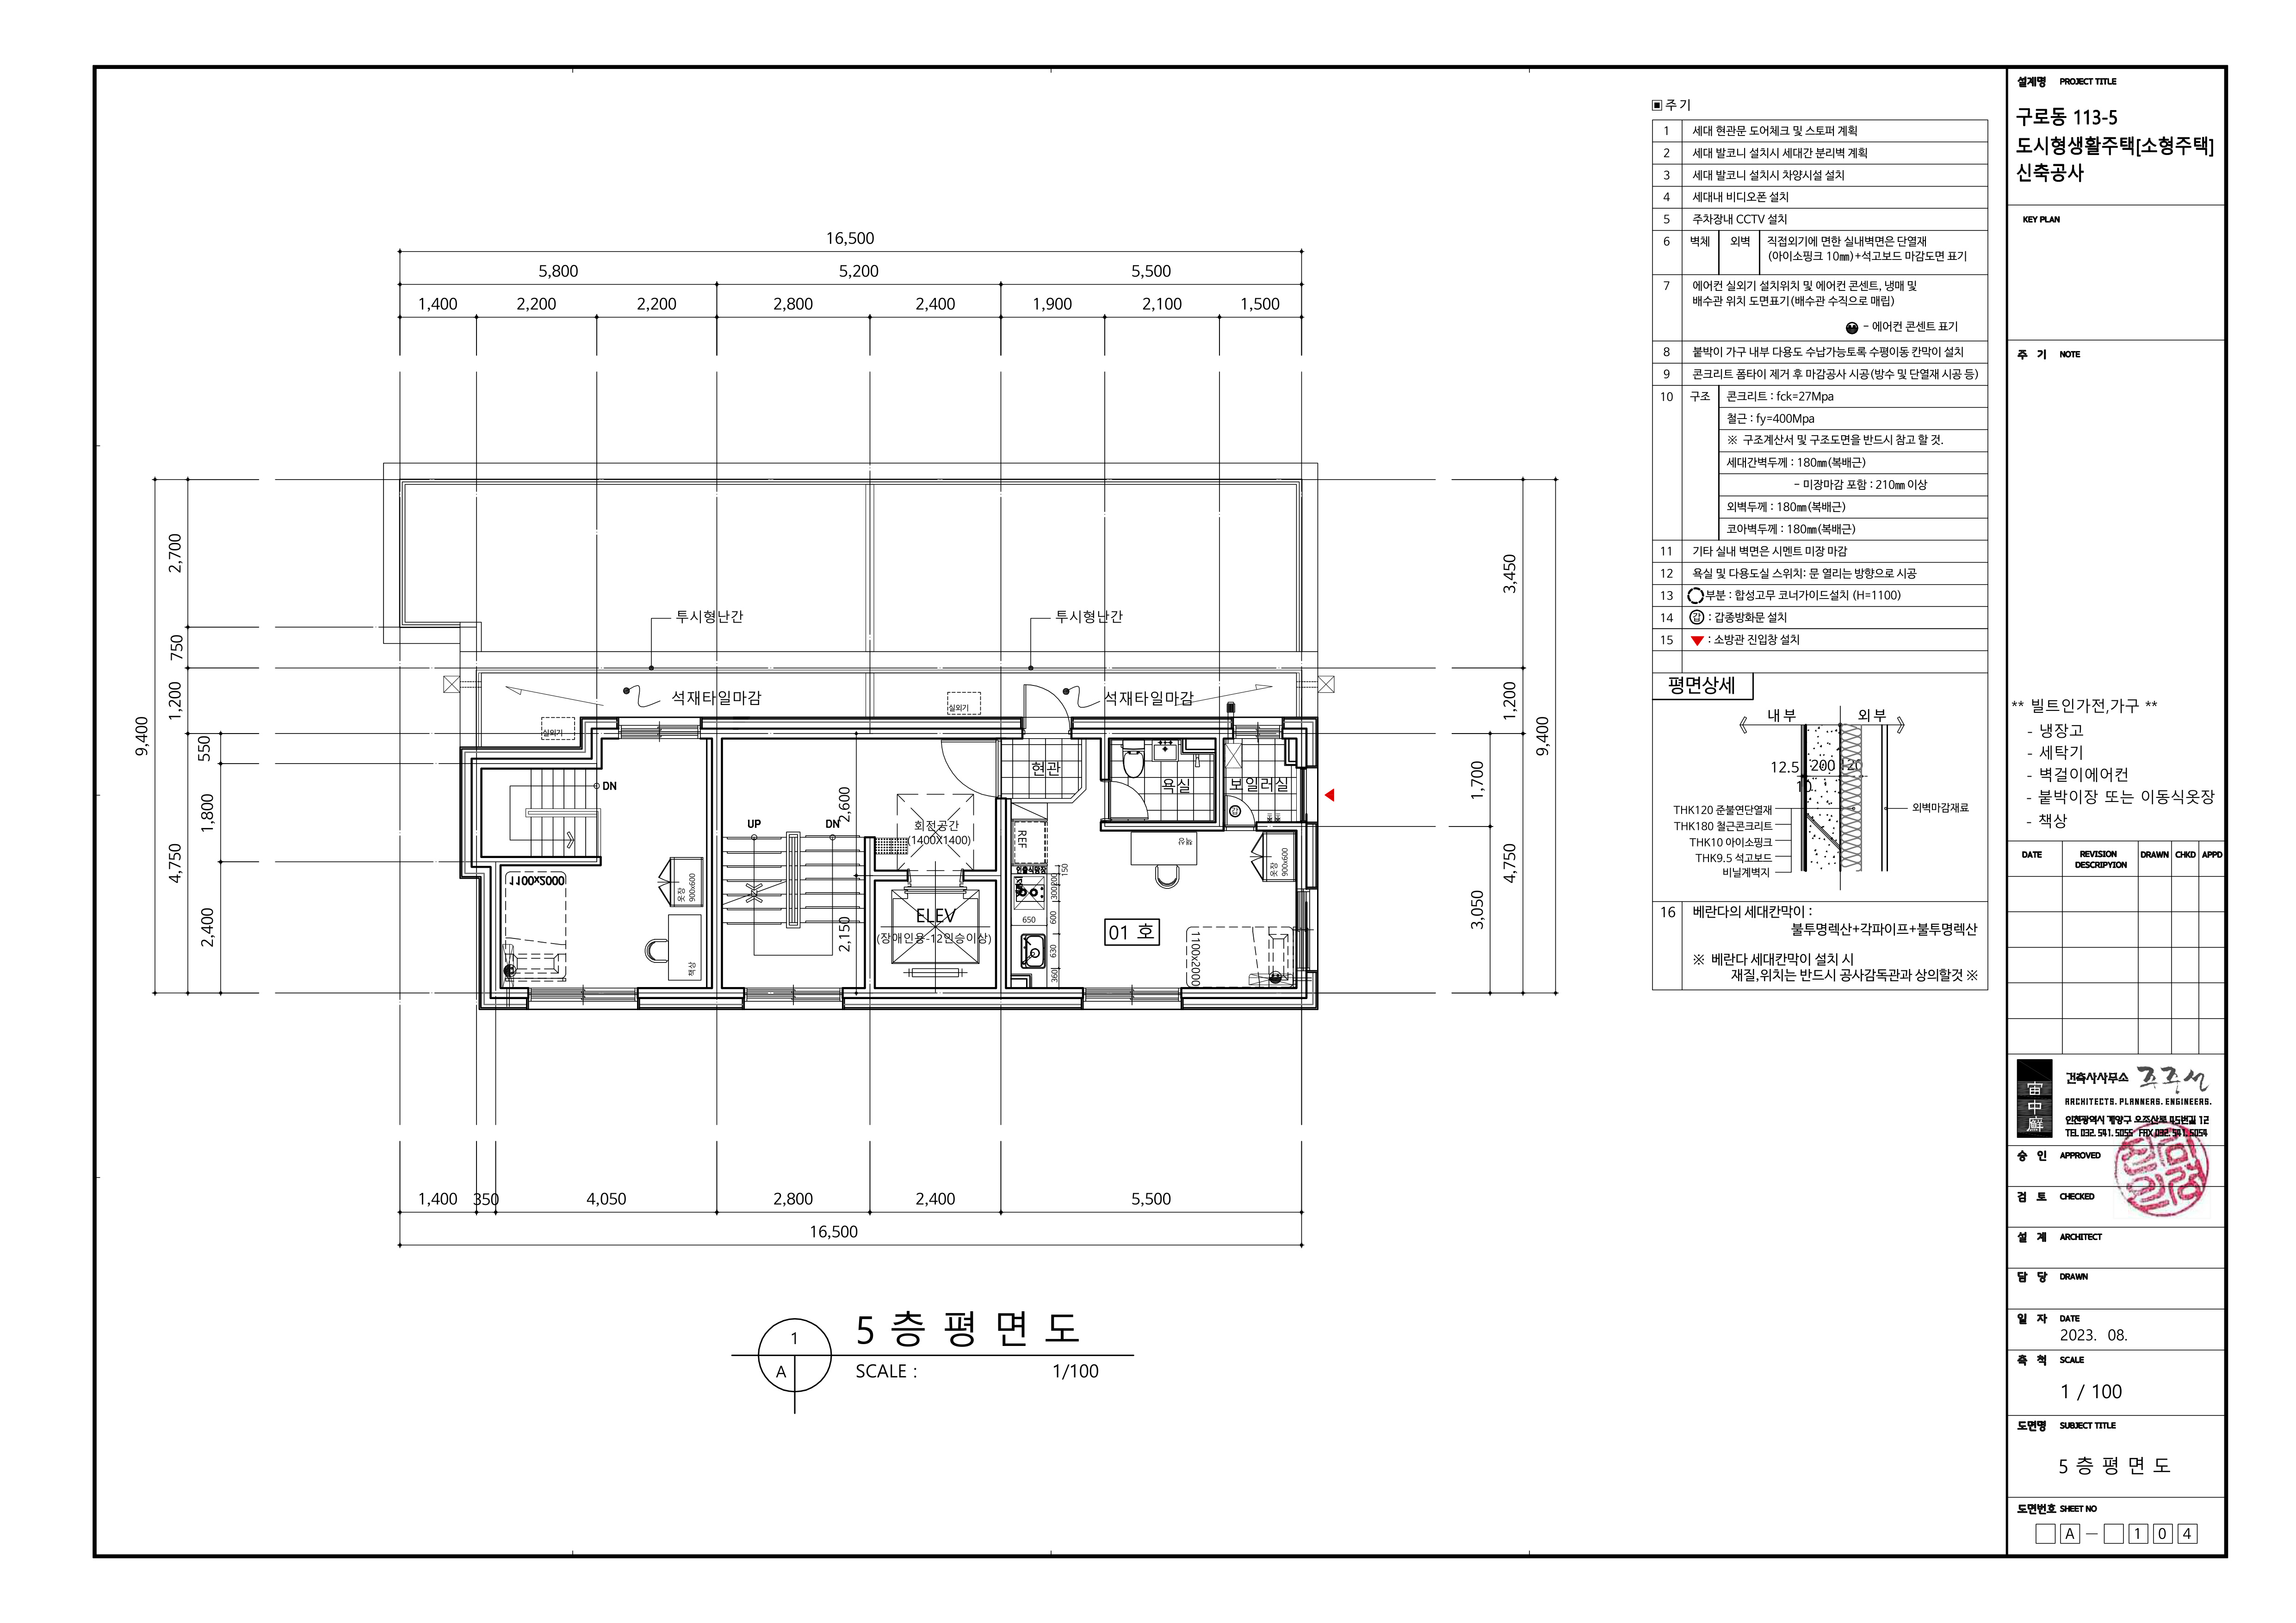 16,500
5,800 5,200 5,500
1,400 2,200 2,200 2,800 2,400 1,900 2,100 1,500
9,400
2,700
750
1,200
4,750
550
1,800
2,400
3,450
1,200
4,750
9,400
1,700
3,050
투시형난간 투시형난간
석재타일마감 석재타일마감
실외기 실외기
DN
UP DN
2,600
2,150
회전공간
(1400X1400)
ELEV
(장애인용-12인승이상)
현관
욕실
보일러실
갑
REF
150
200
300
600
630
360
650
01 호
책상
옷장
900x600
1100x2000
1100x2000
옷장
900x600
책상
1,400 350 4,050 2,800 2,400 5,500
16,500
1
A
5 층 평 면 도
SCALE : 1/100
▣ 주 기
1 세대 현관문 도어체크 및 스토퍼 계획
2 세대 발코니 설치시 세대간 분리벽 계획
3 세대 발코니 설치시 차양시설 설치
4 세대내 비디오폰 설치
5 주차장내 CCTV 설치
6 벽체 외벽 직접외기에 면한 실내벽면은 단열재
(아이소핑크 10㎜)+석고보드 마감도면 표기
7 에어컨 실외기 설치위치 및 에어컨 콘센트, 냉매 및
배수관 위치 도면표기(배수관 수직으로 매립)
- 에어컨 콘센트 표기
8 붙박이 가구 내부 다용도 수납가능토록 수평이동 칸막이 설치
9 콘크리트 폼타이 제거 후 마감공사 시공(방수 및 단열재 시공 등)
10 구조 콘크리트 : fck=27Mpa
철근 : fy=400Mpa
※ 구조계산서 및 구조도면을 반드시 참고 할 것.
세대간벽두께 : 180㎜(복배근)
- 미장마감 포함 : 210㎜ 이상
외벽두께 : 180㎜(복배근)
코아벽두께 : 180㎜(복배근)
11 기타 실내 벽면은 시멘트 미장 마감
12 욕실 및 다용도실 스위치: 문 열리는 방향으로 시공
13 부분 : 합성고무 코너가이드설치 (H=1100)
14 갑 : 갑종방화문 설치
15 ▼ : 소방관 진입창 설치
평면상세
내 부 외 부
12.5 200 120
10
THK120 준불연단열재
THK180 철근콘크리트
THK10 아이소핑크
THK9.5 석고보드
비닐계벽지
외벽마감재료
16 베란다의 세대칸막이 :
불투명렉산+각파이프+불투명렉산
※ 베란다 세대칸막이 설치 시
재질,위치는 반드시 공사감독관과 상의할것 ※
설계명 PROJECT TITLE
구로동 113-5
도시형생활주택[소형주택]
신축공사
KEY PLAN
주 기 NOTE
** 빌트인가전,가구 **
- 냉장고
- 세탁기
- 벽걸이에어컨
- 붙박이장 또는 이동식옷장
- 책상
DATE REVISION DESCRIPYION DRAWN CHKD APPD
宙
中
건축사사무소
ARCHITECTS. PLANNERS. ENGINEERS.
인천광역시 계양구 오조산로 45번길 12
TEL 032. 541. 5055 FAX 032. 541. 5054
승 인 APPROVED
검 토 CHECKED
설 계 ARCHITECT
담 당 DRAWN
일 자 DATE
2023. 08.
축 척 SCALE
1 / 100
도면명 SUBJECT TITLE
5 층 평 면 도
도면번호 SHEET NO
A — 1 0 4